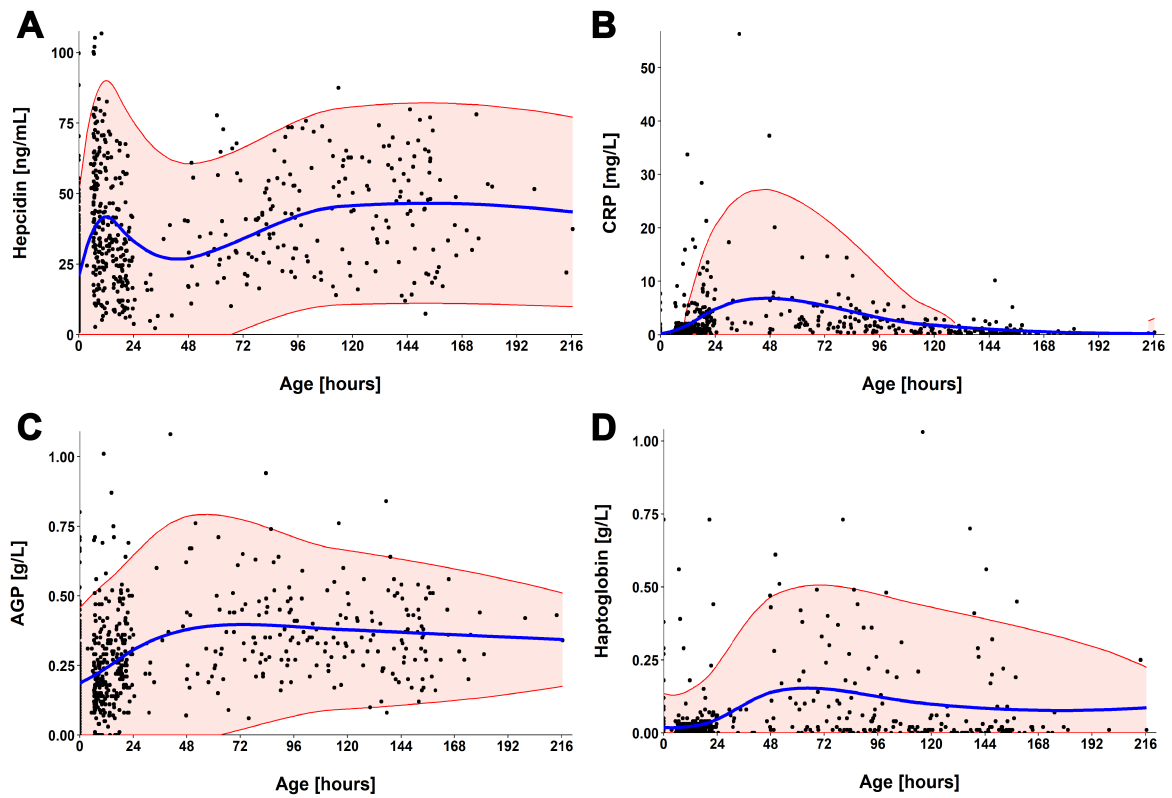 A
Hepcidin [ng/mL]
100
75
50
25
0
0 24 48 72 96 120 144 168 192 216
Age [hours]
B
CRP [mg/L]
50
40
30
20
10
0
0 24 48 72 96 120 144 168 192 216
Age [hours]
C
AGP [g/L]
1.00
0.75
0.50
0.25
0.00
0 24 48 72 96 120 144 168 192 216
Age [hours]
D
Haptoglobin [g/L]
1.00
0.75
0.50
0.25
0.00
0 24 48 72 96 120 144 168 192 216
Age [hours]